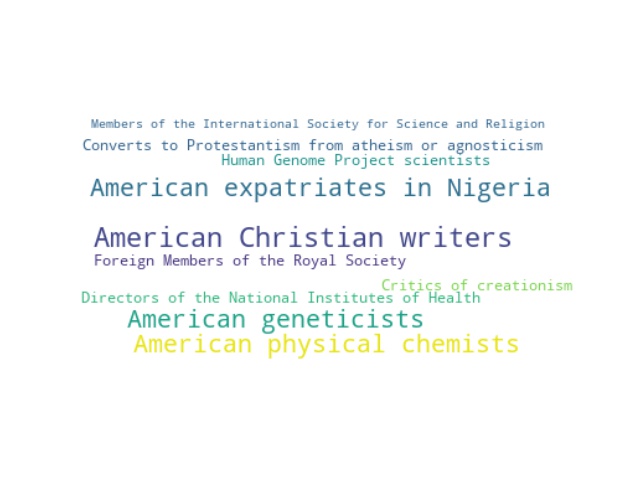 Members of the International Society for Science and Religion
Converts to Protestantism from atheism or agnosticism
Human Genome Project scientists
American expatriates in Nigeria
American Christian writers
Foreign Members of the Royal Society
Critics of creationism
Directors of the National Institutes of Health
American geneticists
American physical chemists